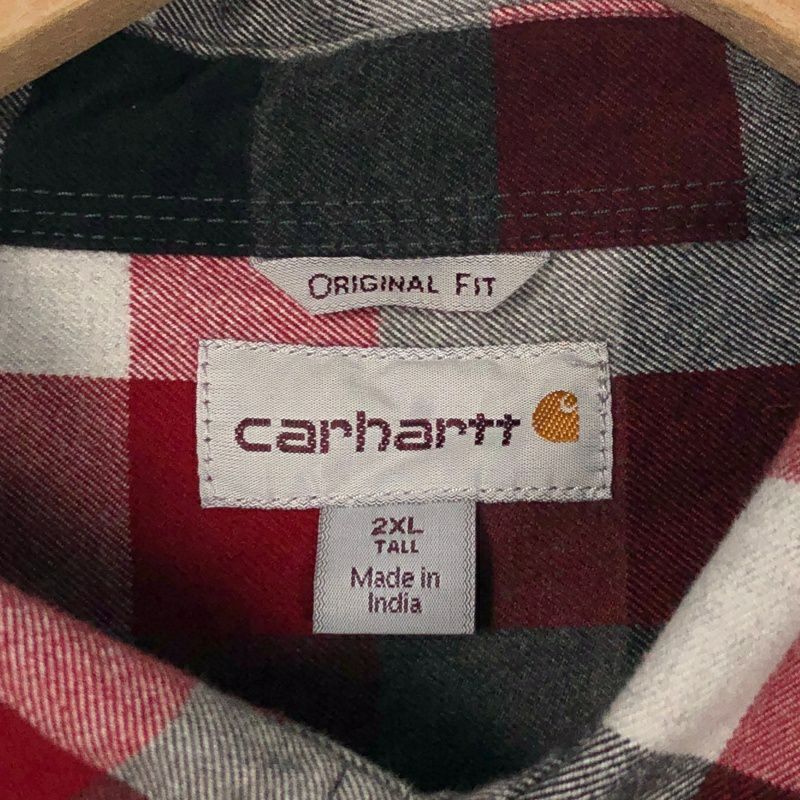 ORIGINAL FIT
carhartt
2XL
TALL
Made in
India